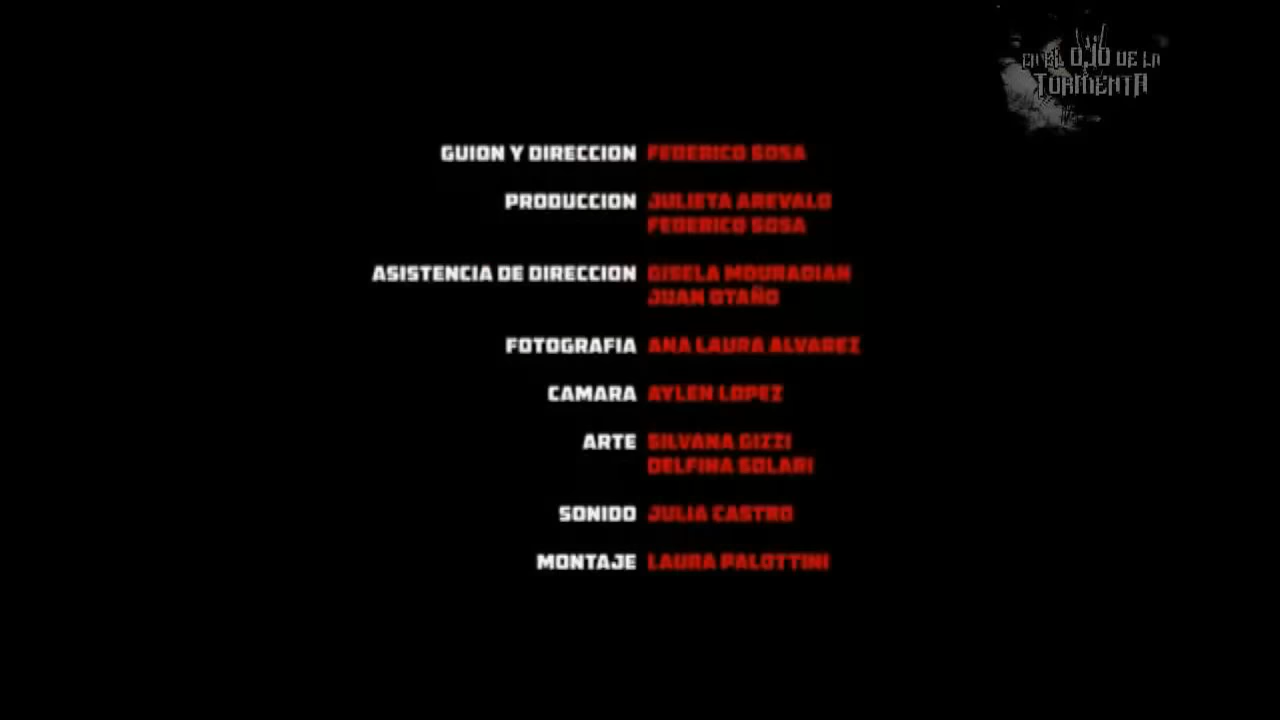 EN EL OJO DE LA
TORMENTA
GUION Y DIRECCION FEDERICO SOSA
PRODUCCION JULIETA AREVALO
FEDERICO SOSA
ASISTENCIA DE DIRECCION GISELA MOURADIAN
JUAN OTAÑO
FOTOGRAFIA ANA LAURA ALVAREZ
CAMARA AYLEN LOPEZ
ARTE SILVANA GIZZI
DELFINA SOLARI
SONIDO JULIA CASTRO
MONTAJE LAURA PALOTTINI